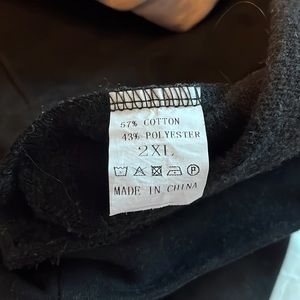 57% COTTON
43% POLYESTER
2XL
MADE IN CHINA